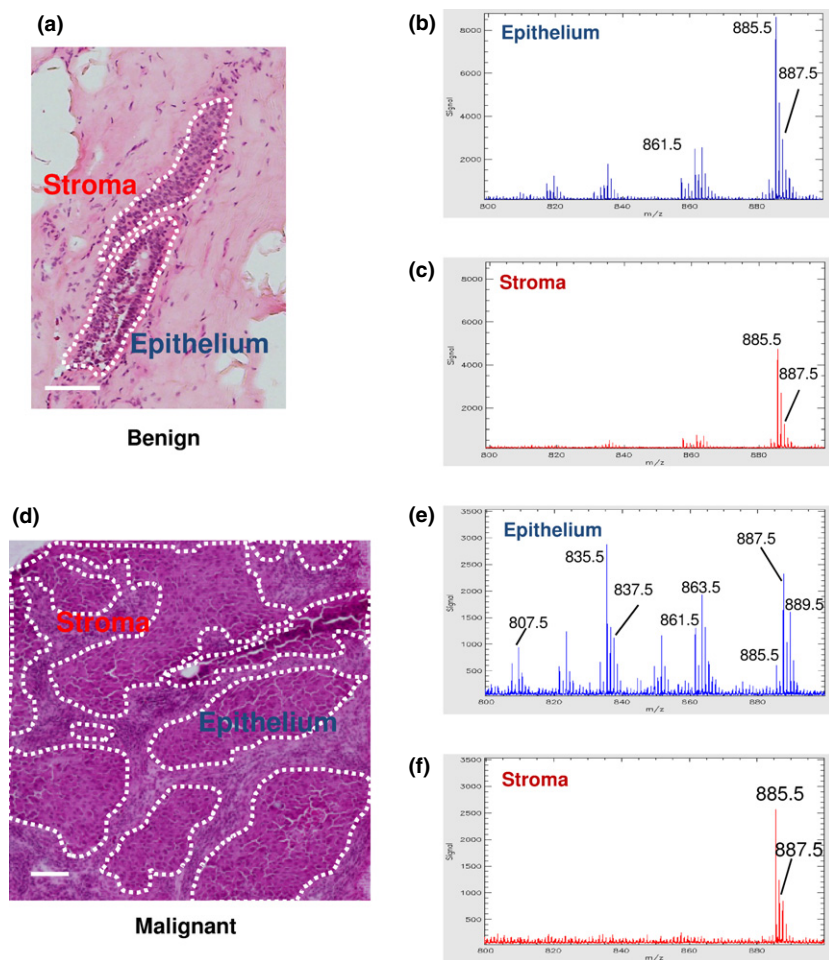 (a)
Stroma
Epithelium
Benign
(b)
Epithelium
885.5
887.5
861.5
8000
6000
4000
2000
Signal
800
820
840
860
880
m/z
(c)
Stroma
885.5
887.5
8000
6000
4000
2000
Signal
800
820
840
860
880
m/z
(d)
Stroma
Epithelium
Malignant
(e)
Epithelium
887.5
835.5
837.5
863.5
889.5
807.5
861.5
885.5
3500
3000
2500
2000
1500
1000
500
Signal
800
820
840
860
880
m/z
(f)
Stroma
885.5
887.5
3500
3000
2500
2000
1500
1000
500
Signal
800
820
840
860
880
m/z